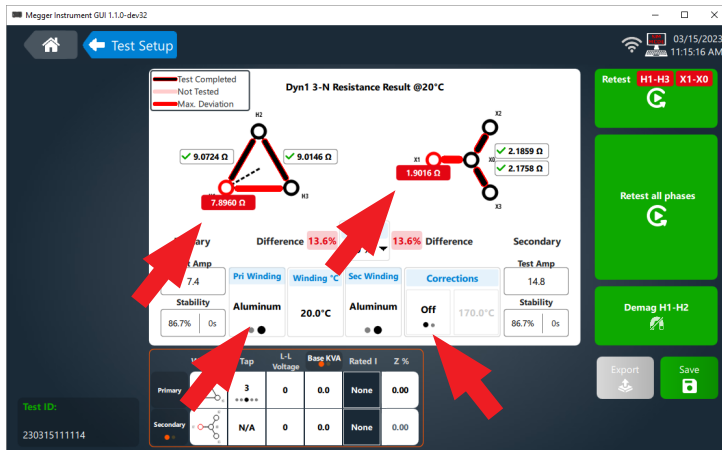 Megger Instrument GUI 1.1.0-dev32
Test Setup
03/15/2023
11:15:16 AM
Test Completed
Not Tested
Max. Deviation
Dyn1 3-N Resistance Result @20°C
H2
9.0724 Ω
9.0146 Ω
7.8960 Ω
H3
X2
X1
X0
2.1859 Ω
2.1758 Ω
1.9016 Ω
X3
Difference 13.6%
13.6% Difference
Secondary
Test Amp
7.4
Stability
86.7% 0s
Pri Winding
Aluminum
Winding °C
20.0°C
Sec Winding
Aluminum
Corrections
Off
170.0°C
Test Amp
14.8
Stability
86.7% 0s
Tap
L-L Voltage
Base KVA
Rated I
Z %
Primary
3
0
0.0
None
0.00
Secondary
N/A
0
0.0
None
0.00
Test ID:
230315111114
Retest H1-H3 X1-X0
Retest all phases
Demag H1-H2
Export
Save